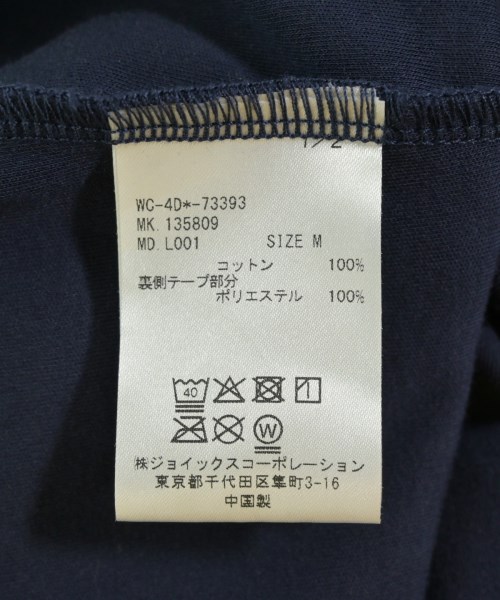 1/2
WC-4D*-73393
MK. 135809
MD. L001 SIZE M
コットン 100%
裏側テープ部分
ポリエステル 100%
40
W
㈱ジョイックスコーポレーション
東京都千代田区隼町3-16
中国製